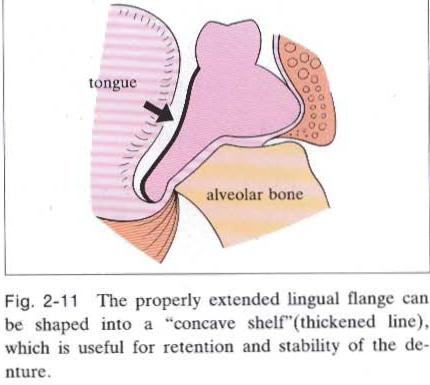 tongue
alveolar bone
Fig. 2-11 The properly extended lingual flange can
be shaped into a “concave shelf”(thickened line),
which is useful for retention and stability of the de-
nture.